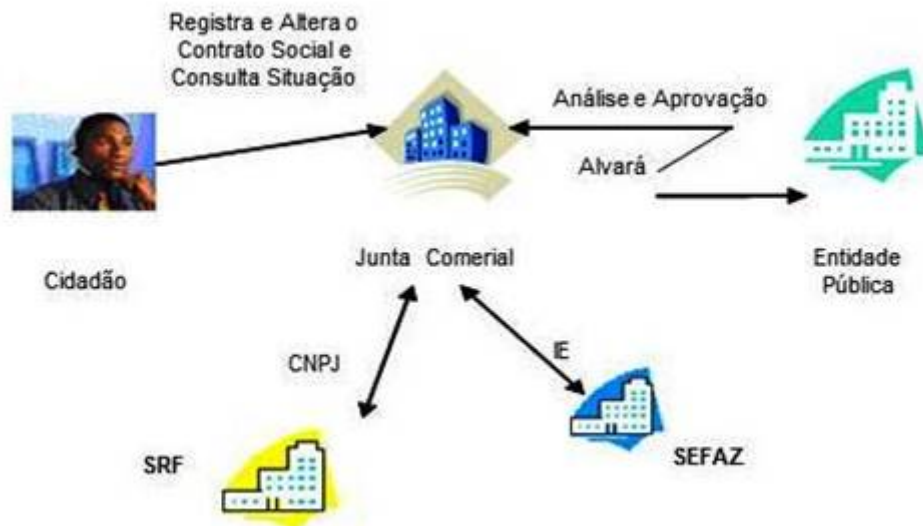 Registra e Altera o
Contrato Social e
Consulta Situação
Análise e Aprovação
Alvará
Cidadão
Junta Comerial
Entidade
Pública
CNPJ
IE
SRF
SEFAZ